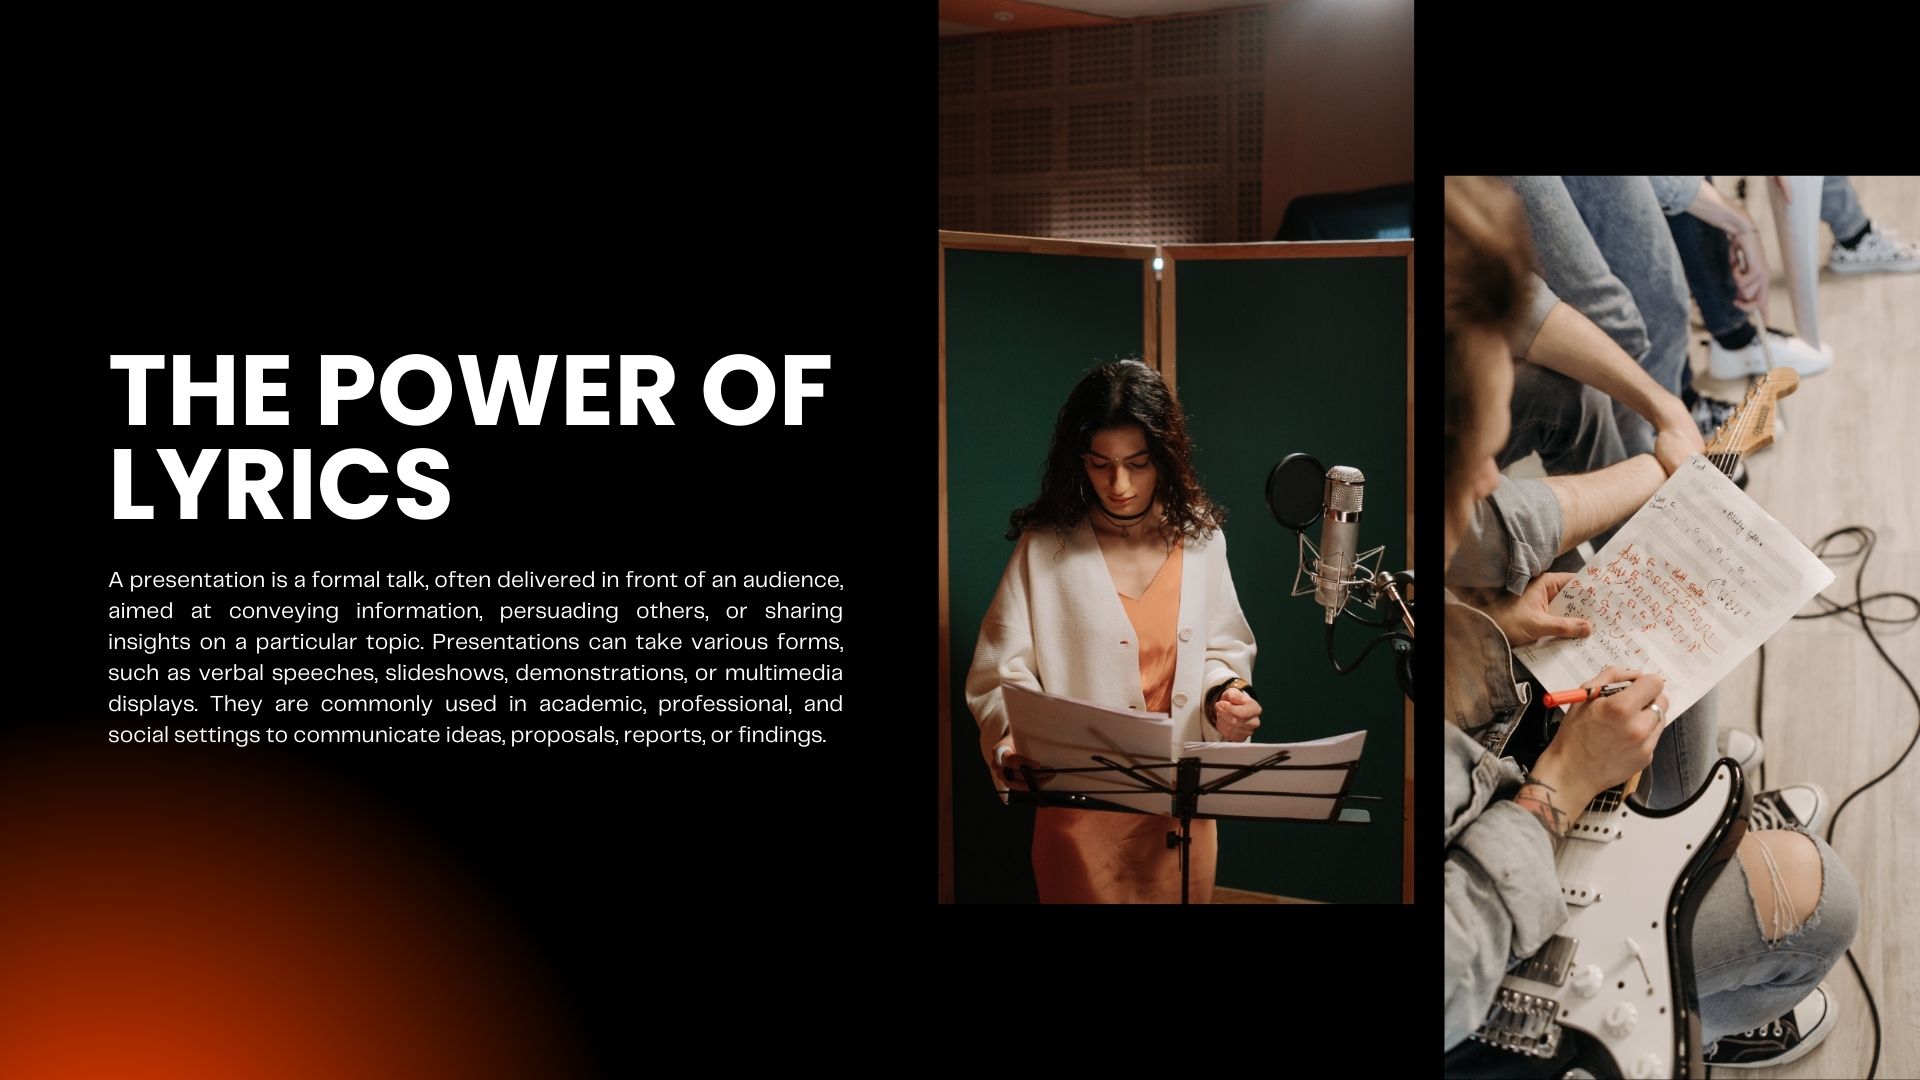 THE POWER OF
LYRICS
A presentation is a formal talk, often delivered in front of an audience,
aimed at conveying information, persuading others, or sharing
insights on a particular topic. Presentations can take various forms,
such as verbal speeches, slideshows, demonstrations, or multimedia
displays. They are commonly used in academic, professional, and
social settings to communicate ideas, proposals, reports, or findings.